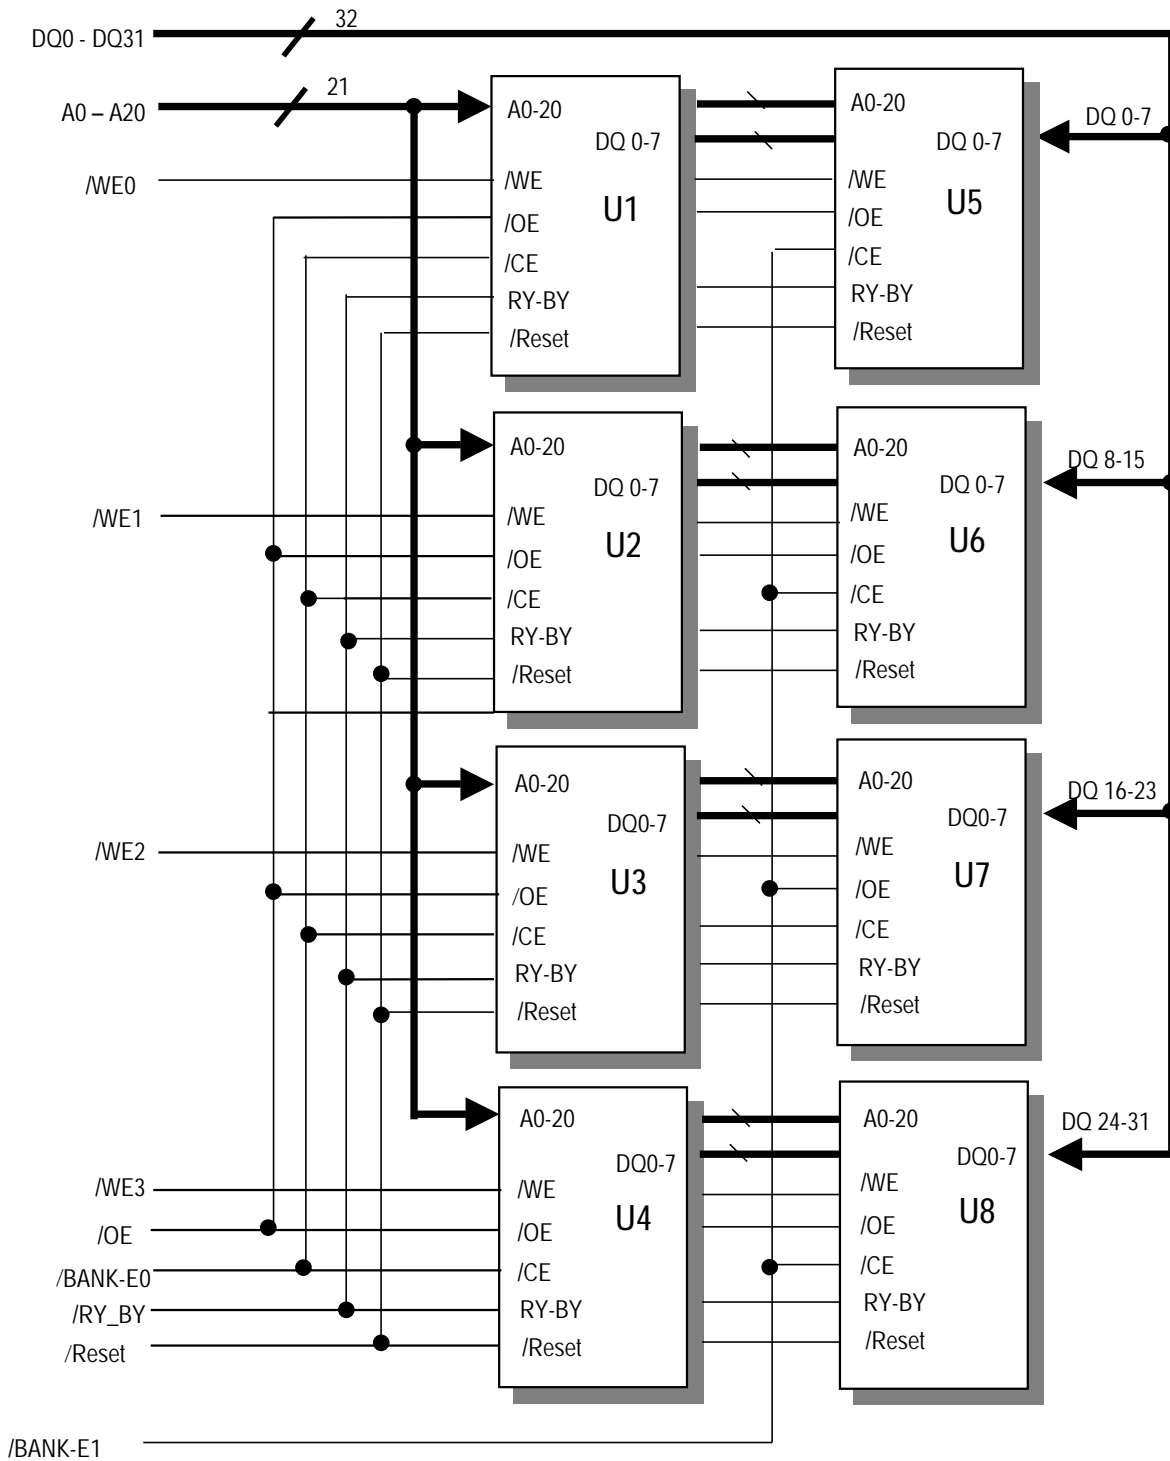 DQ0 - DQ31
32
A0 – A20
21
/WE0
A0-20
DQ 0-7
/WE
U1
/OE
/CE
RY-BY
/Reset
A0-20
DQ 0-7
/WE
U5
/OE
/CE
RY-BY
/Reset
DQ 0-7
/WE1
A0-20
DQ 0-7
/WE
U2
/OE
/CE
RY-BY
/Reset
A0-20
DQ 0-7
/WE
U6
/OE
/CE
RY-BY
/Reset
DQ 8-15
/WE2
A0-20
DQ0-7
/WE
U3
/OE
/CE
RY-BY
/Reset
A0-20
DQ0-7
/WE
U7
/OE
/CE
RY-BY
/Reset
DQ 16-23
/WE3
/OE
/BANK-E0
/RY_BY
/Reset
A0-20
DQ0-7
/WE
U4
/OE
/CE
RY-BY
/Reset
A0-20
DQ0-7
/WE
U8
/OE
/CE
RY-BY
/Reset
DQ 24-31
/BANK-E1